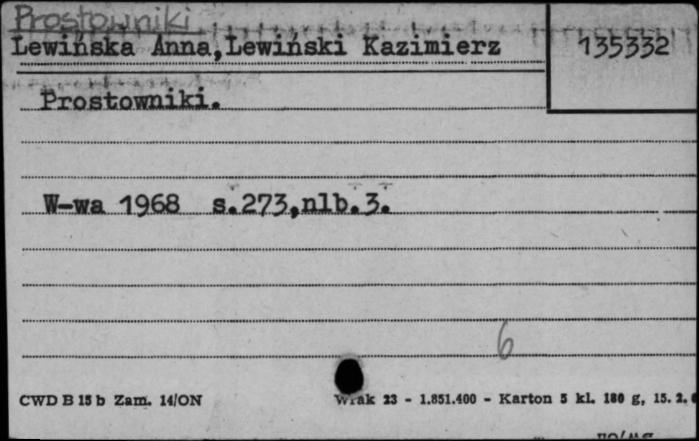 Prostowniki
Lewińska Anna,Lewiński Kazimierz
135332
Prostowniki.
W-wa 1968 s.273,nlb.3.
6
CWD B 15 b Zam. 14/ON
Wrak 23 - 1.851.400 - Karton 5 kl. 180 g, 15. 2.